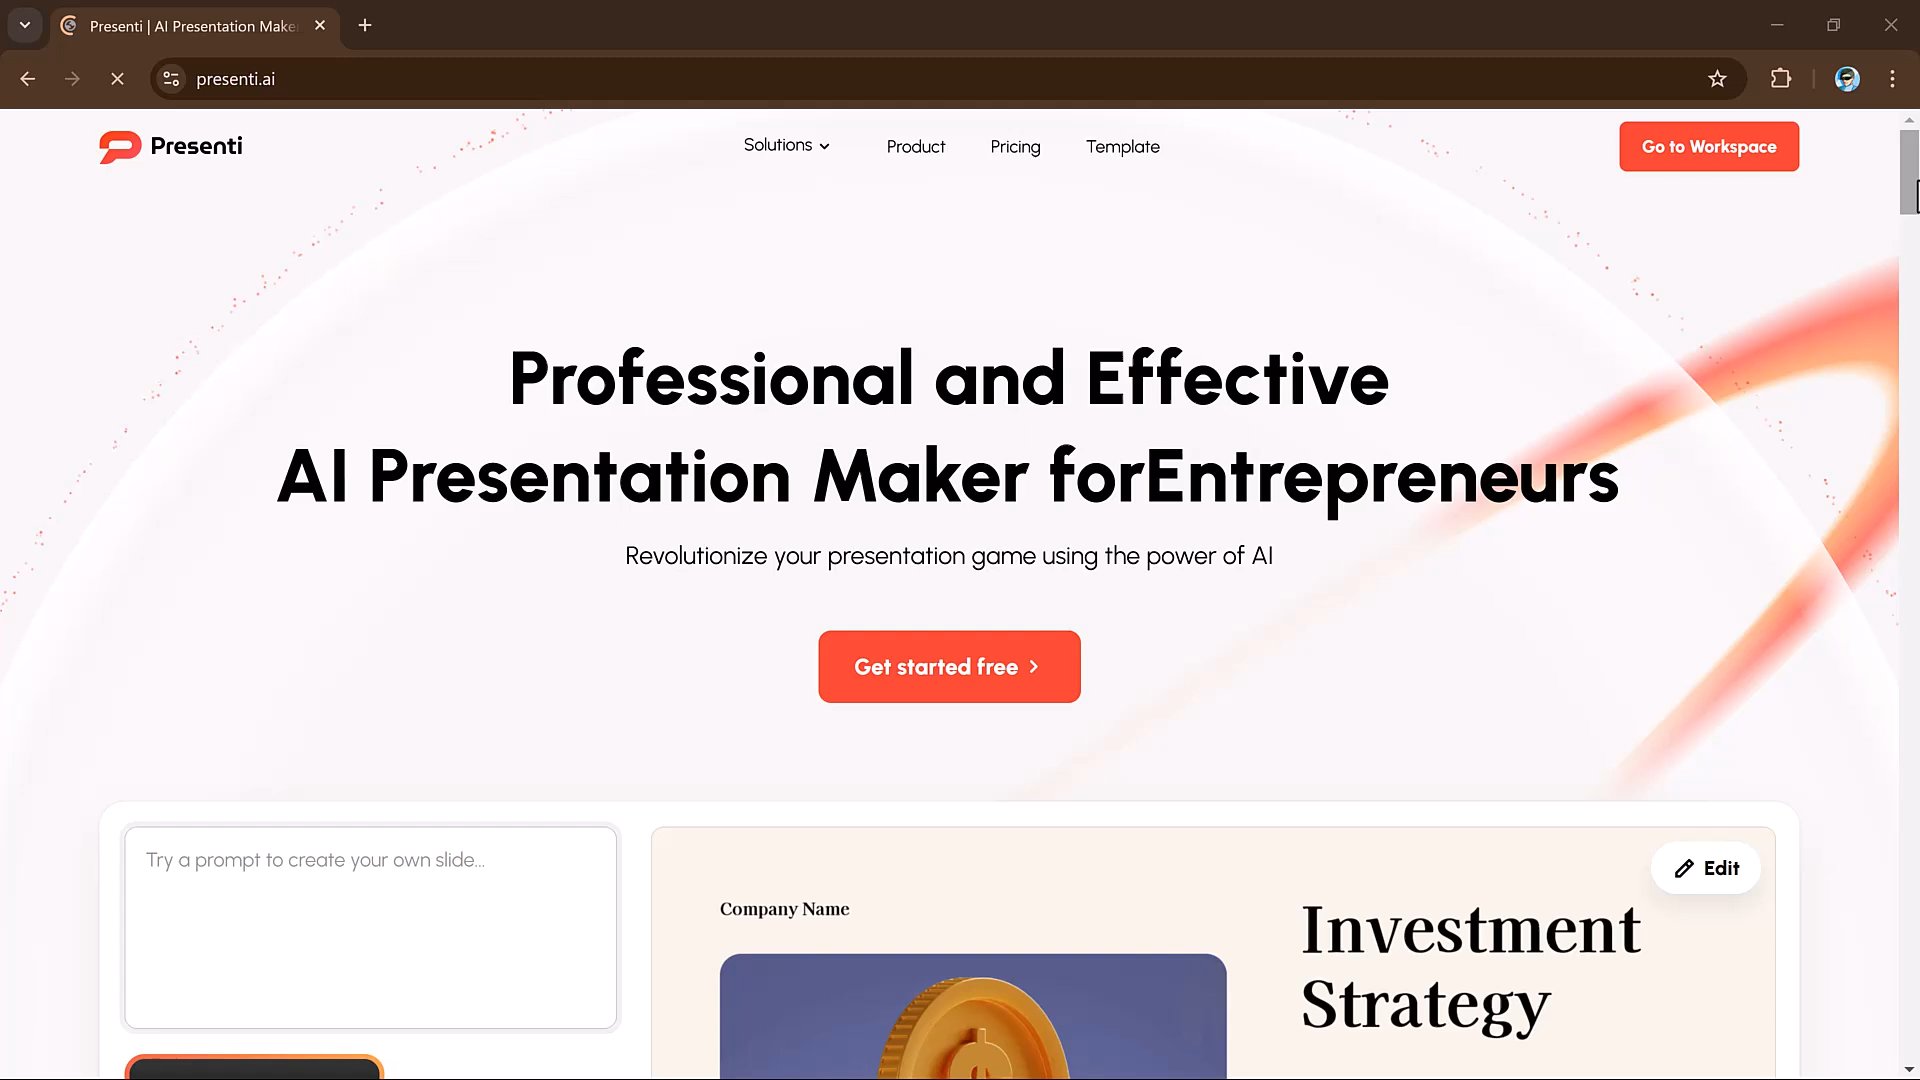 Presenti | AI Presentation Make
presenti.ai
Presenti
Solutions
Product
Pricing
Template
Go to Workspace
Professional and Effective
AI Presentation Maker forEntrepreneurs
Revolutionize your presentation game using the power of AI
Get started free
Try a prompt to create your own slide...
Edit
Company Name
Investment
Strategy